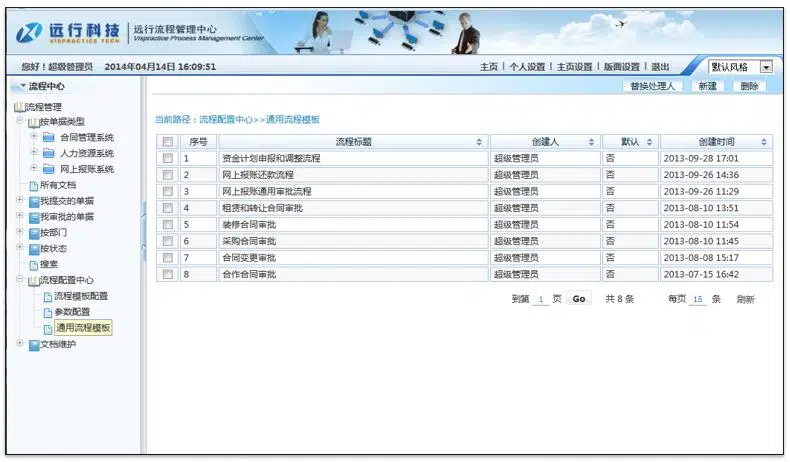 远行科技 远行流程管理中心
VISPRACTICE TECH Vispractice Process Management Center
您好！超级管理员 2014年04月14日 16:09:51 主页 | 个人设置 | 主页设置 | 版面设置 | 退出 默认风格
流程中心 替换处理人 新建 删除
流程管理
按单据类型
合同管理系统
人力资源系统
网上报账系统
所有文档
我提交的单据
我审批的单据
按部门
按状态
搜索
流程配置中心
流程模板配置
参数配置
通用流程模板
文档维护
当前路径：流程配置中心>>通用流程模板
序号 流程标题 创建人 默认 创建时间
1 资金计划申报和调整流程 超级管理员 否 2013-09-28 17:01
2 网上报账还款流程 超级管理员 否 2013-09-26 14:36
3 网上报账通用审批流程 超级管理员 否 2013-09-26 11:29
4 租赁和转让合同审批 超级管理员 否 2013-08-10 13:51
5 装修合同审批 超级管理员 否 2013-08-10 11:54
6 采购合同审批 超级管理员 否 2013-08-10 11:45
7 合同变更审批 超级管理员 否 2013-08-08 15:17
8 合作合同审批 超级管理员 否 2013-07-15 16:42
到第 1 页 Go 共 8 条 每页 15 条 刷新